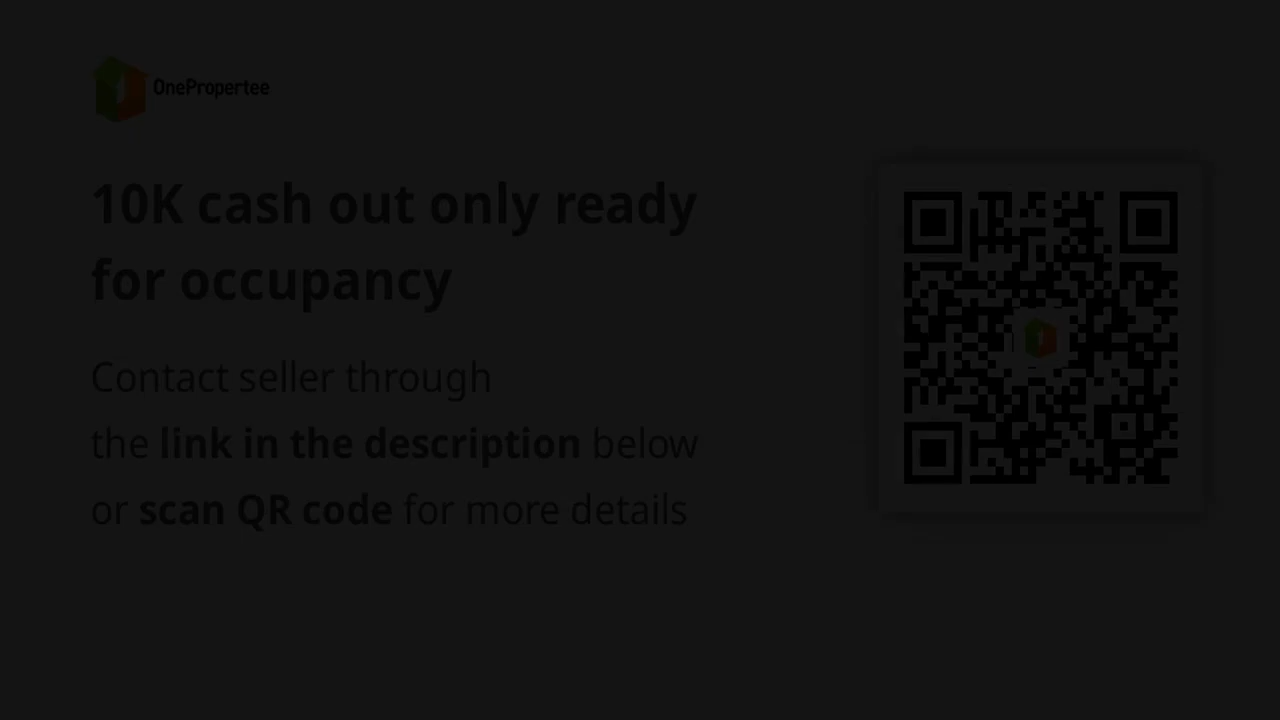 OnePropertee
10K cash out only ready
for occupancy
Contact seller through
the link in the description below
or scan QR code for more details